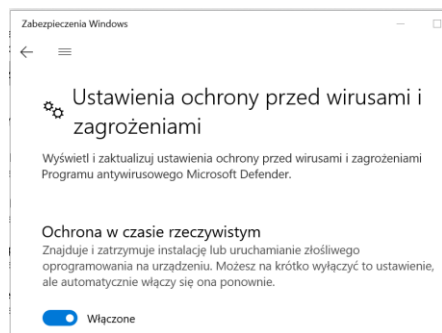 Zabezpieczenia Windows
Ustawienia ochrony przed wirusami i
zagrożeniami
Wyświetl i zaktualizuj ustawienia ochrony przed wirusami i zagrożeniami
Programu antywirusowego Microsoft Defender.
Ochrona w czasie rzeczywistym
Znajduje i zatrzymuje instalację lub uruchamianie złośliwego
oprogramowania na urządzeniu. Możesz na krótko wyłączyć to ustawienie,
ale automatycznie włączy się ona ponownie.
Włączone